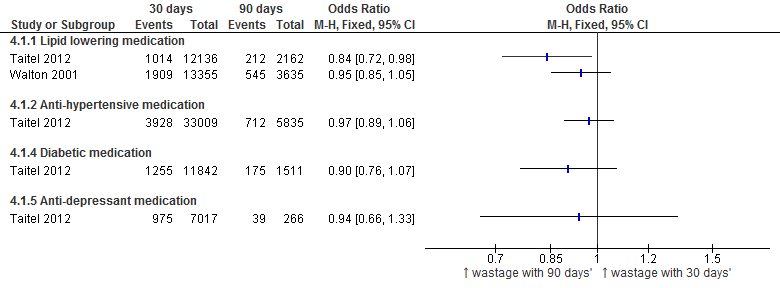 30 days 90 days Odds Ratio Odds Ratio
Study or Subgroup Events Total Events Total M-H, Fixed, 95% CI M-H, Fixed, 95% CI
4.1.1 Lipid lowering medication
Taitel 2012 1014 12136 212 2162 0.84 [0.72, 0.98]
Walton 2001 1909 13355 545 3635 0.95 [0.85, 1.05]
4.1.2 Anti-hypertensive medication
Taitel 2012 3928 33009 712 5835 0.97 [0.89, 1.06]
4.1.4 Diabetic medication
Taitel 2012 1255 11842 175 1511 0.90 [0.76, 1.07]
4.1.5 Anti-depressant medication
Taitel 2012 975 7017 39 266 0.94 [0.66, 1.33]
0.7 0.85 1 1.2 1.5
↑ wastage with 90 days' ↑ wastage with 30 days'